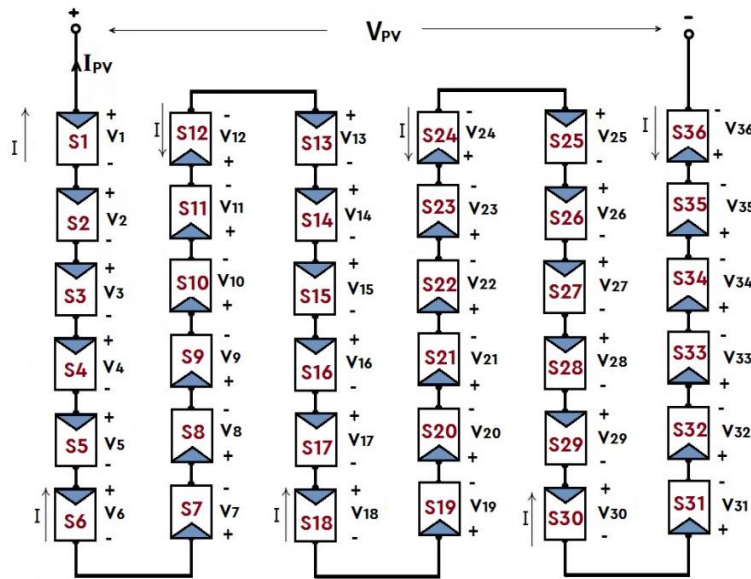 + VPV -
IPV
I S1 + V1 - I S12 - V12 + S13 + V13 - I S24 - V24 + S25 + V25 - I S36 - V36 +
S2 + V2 - S11 - V11 + S14 + V14 - S23 - V23 + S26 + V26 - S35 - V35 +
S3 + V3 - S10 - V10 + S15 + V15 - S22 - V22 + S27 + V27 - S34 - V34 +
S4 + V4 - S9 - V9 + S16 + V16 - S21 - V21 + S28 + V28 - S33 - V33 +
S5 + V5 - S8 - V8 + S17 + V17 - S20 - V20 + S29 + V29 - S32 - V32 +
I S6 + V6 - S7 - V7 + I S18 + V18 - S19 - V19 + I S30 + V30 - S31 - V31 +